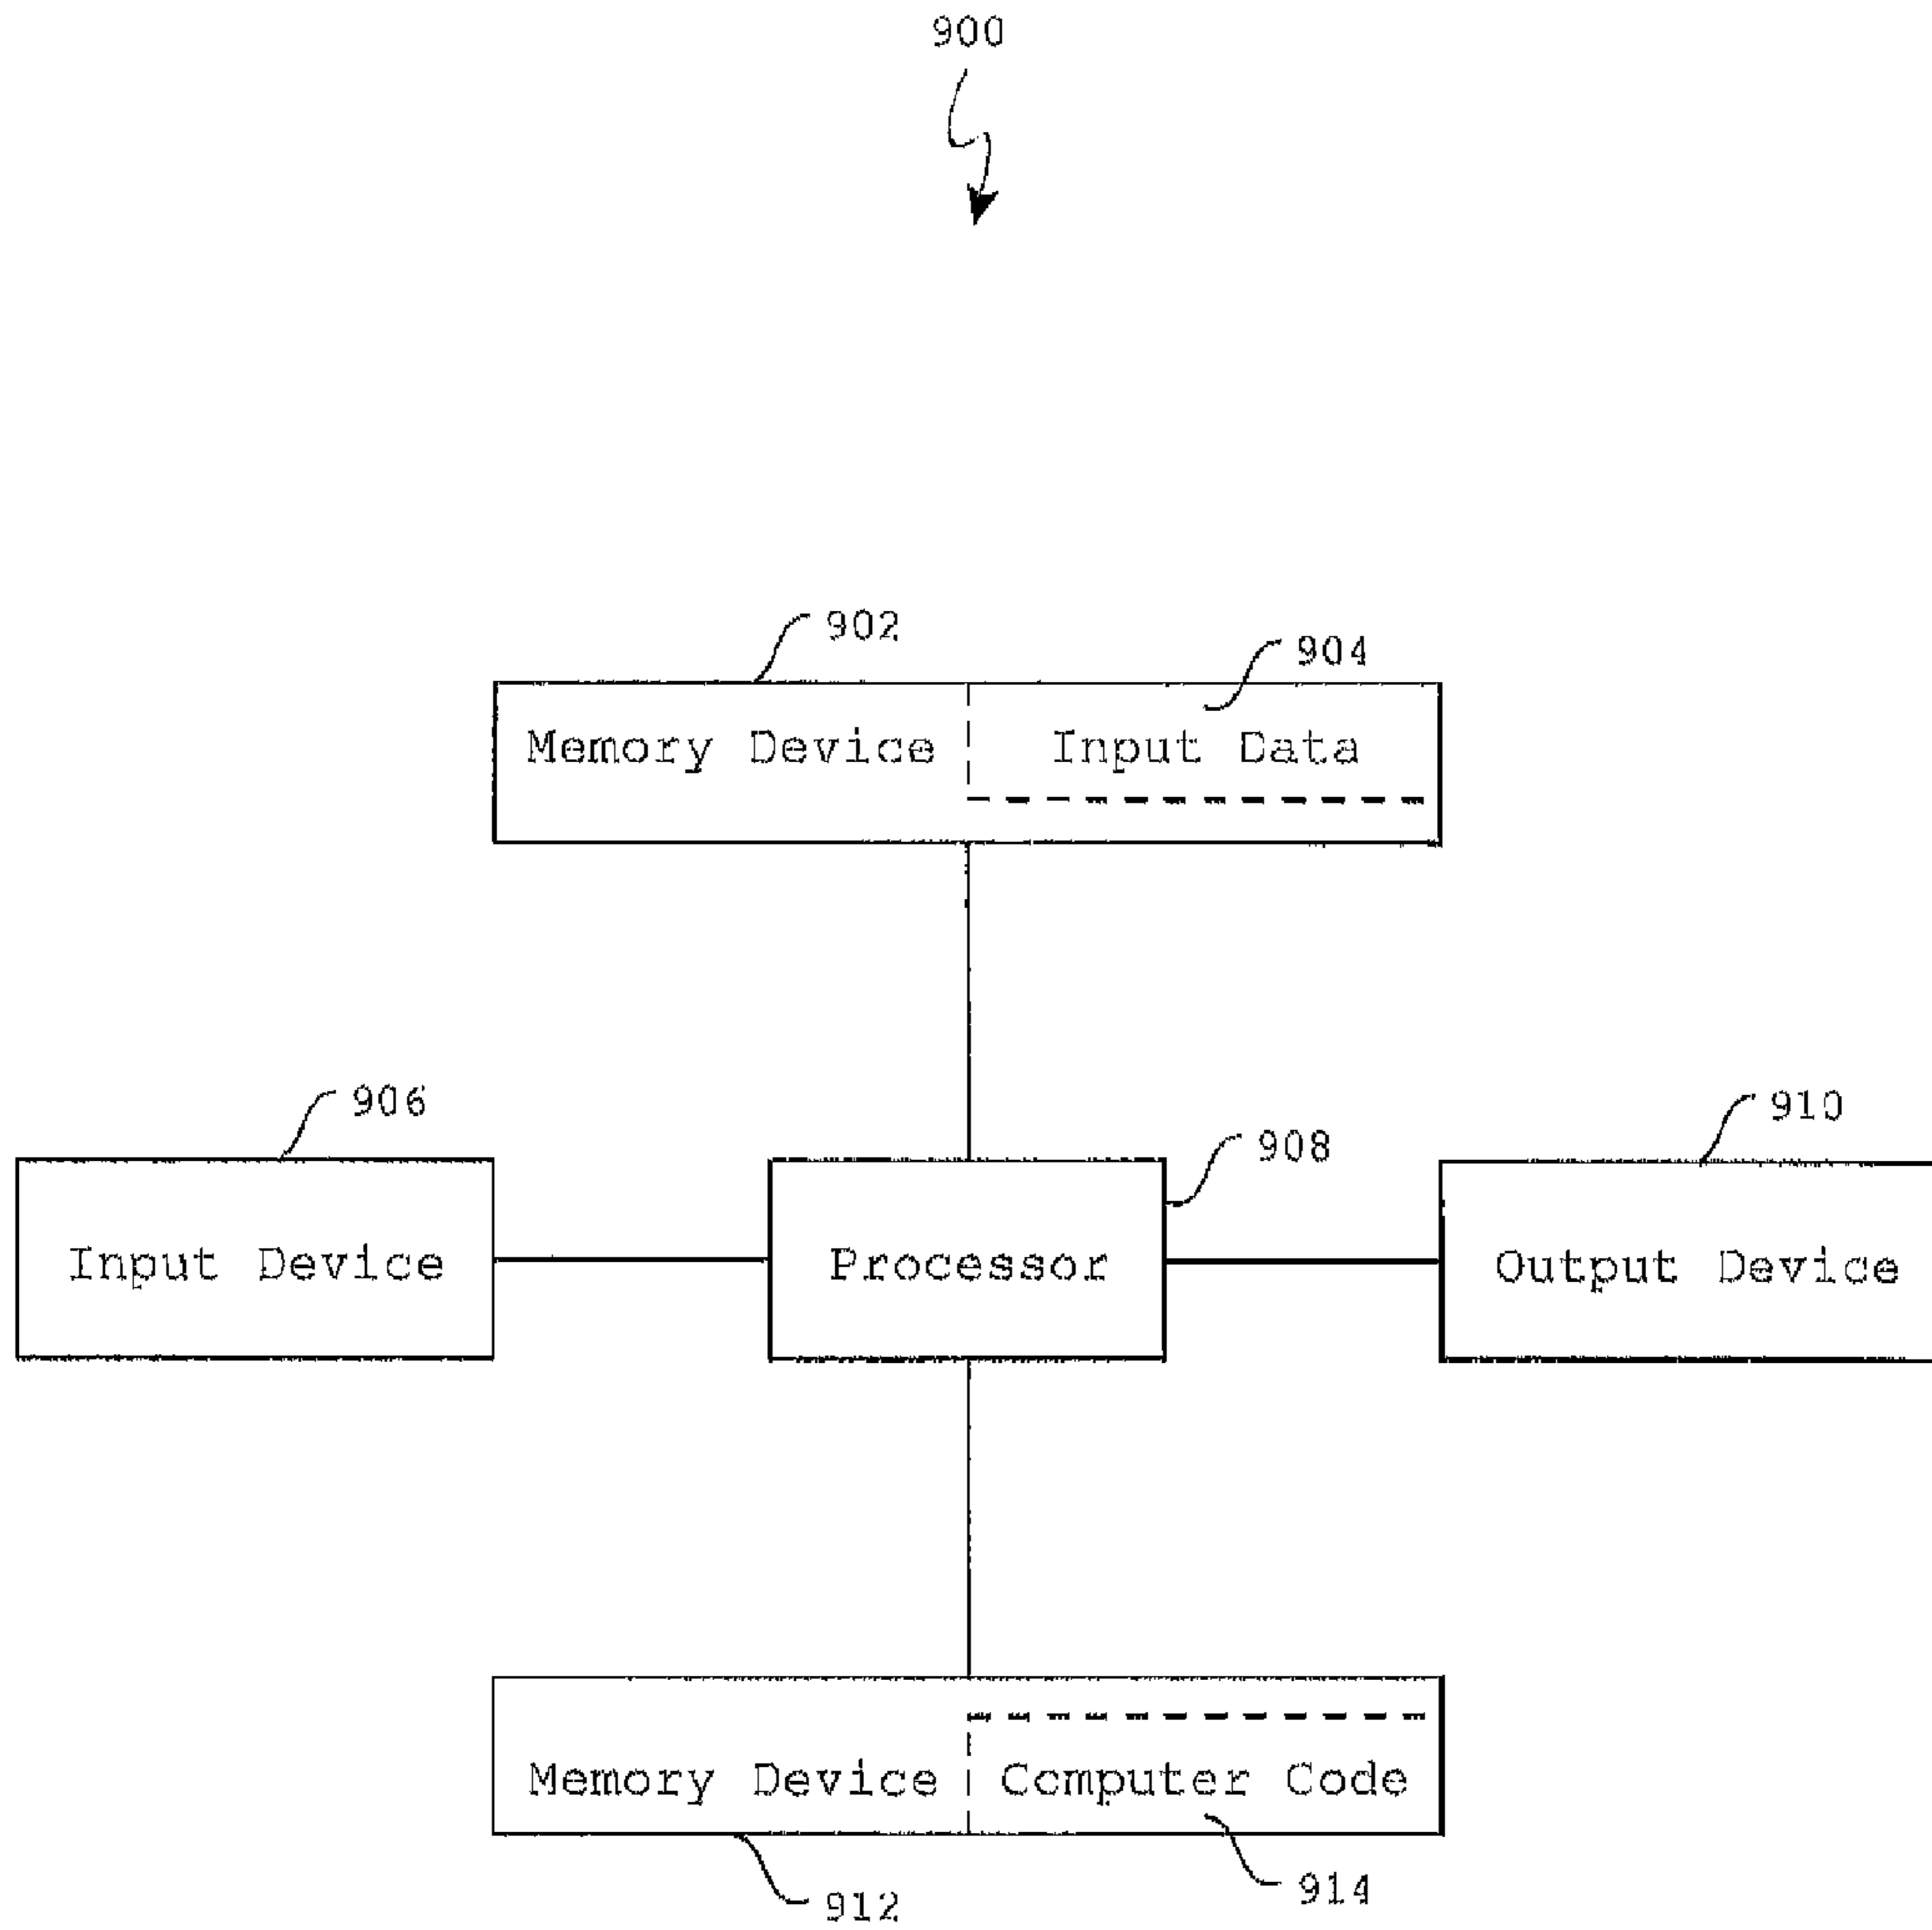 900
902
904
Memory Device
Input Data
906
908
910
Input Device
Processor
Output Device
Memory Device
Computer Code
912
914